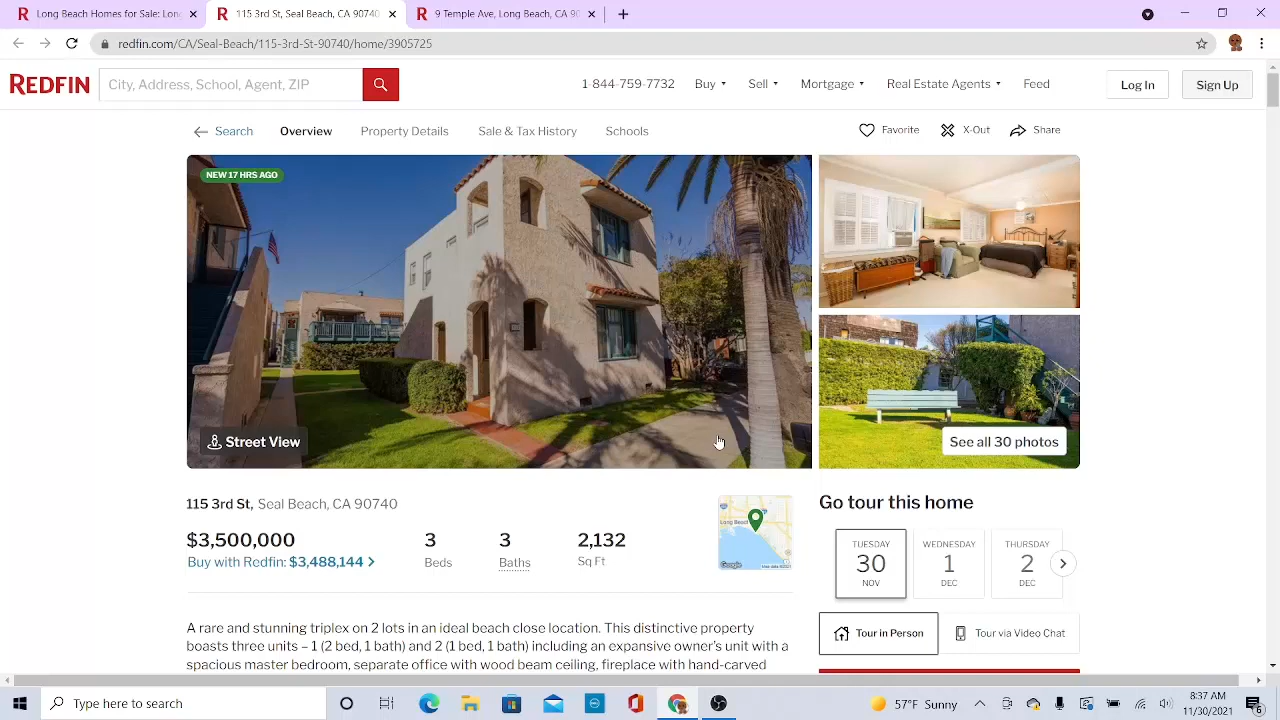 Long Beach Homes for Sale: Long
115 3rd St, Seal Beach, CA 90740
9 Temple Ave, Long Beach, CA 90
redfin.com/CA/Seal-Beach/115-3rd-St-90740/home/3905725
REDFIN
City, Address, School, Agent, ZIP
1-844-759-7732
Buy
Sell
Mortgage
Real Estate Agents
Feed
Log In
Sign Up
Search
Overview
Property Details
Sale & Tax History
Schools
Favorite
X-Out
Share
NEW 17 HRS AGO
Street View
See all 30 photos
115 3rd St, Seal Beach, CA 90740
$3,500,000
Buy with Redfin: $3,488,144
3
Beds
3
Baths
2,132
Sq Ft
Long Beach
Google
Go tour this home
TUESDAY
30
NOV
WEDNESDAY
1
DEC
THURSDAY
2
DEC
Tour in Person
Tour via Video Chat
A rare and stunning triplex on 2 lots in an ideal beach close location. This distinctive property
boasts three units – 1 (2 bed, 1 bath) and 2 (1 bed, 1 bath) including an expansive owner's unit with a
spacious master bedroom, separate office with wood beam ceiling, fireplace with hand-carved
Type here to search
57°F Sunny
8:37 AM
11/30/2021
6